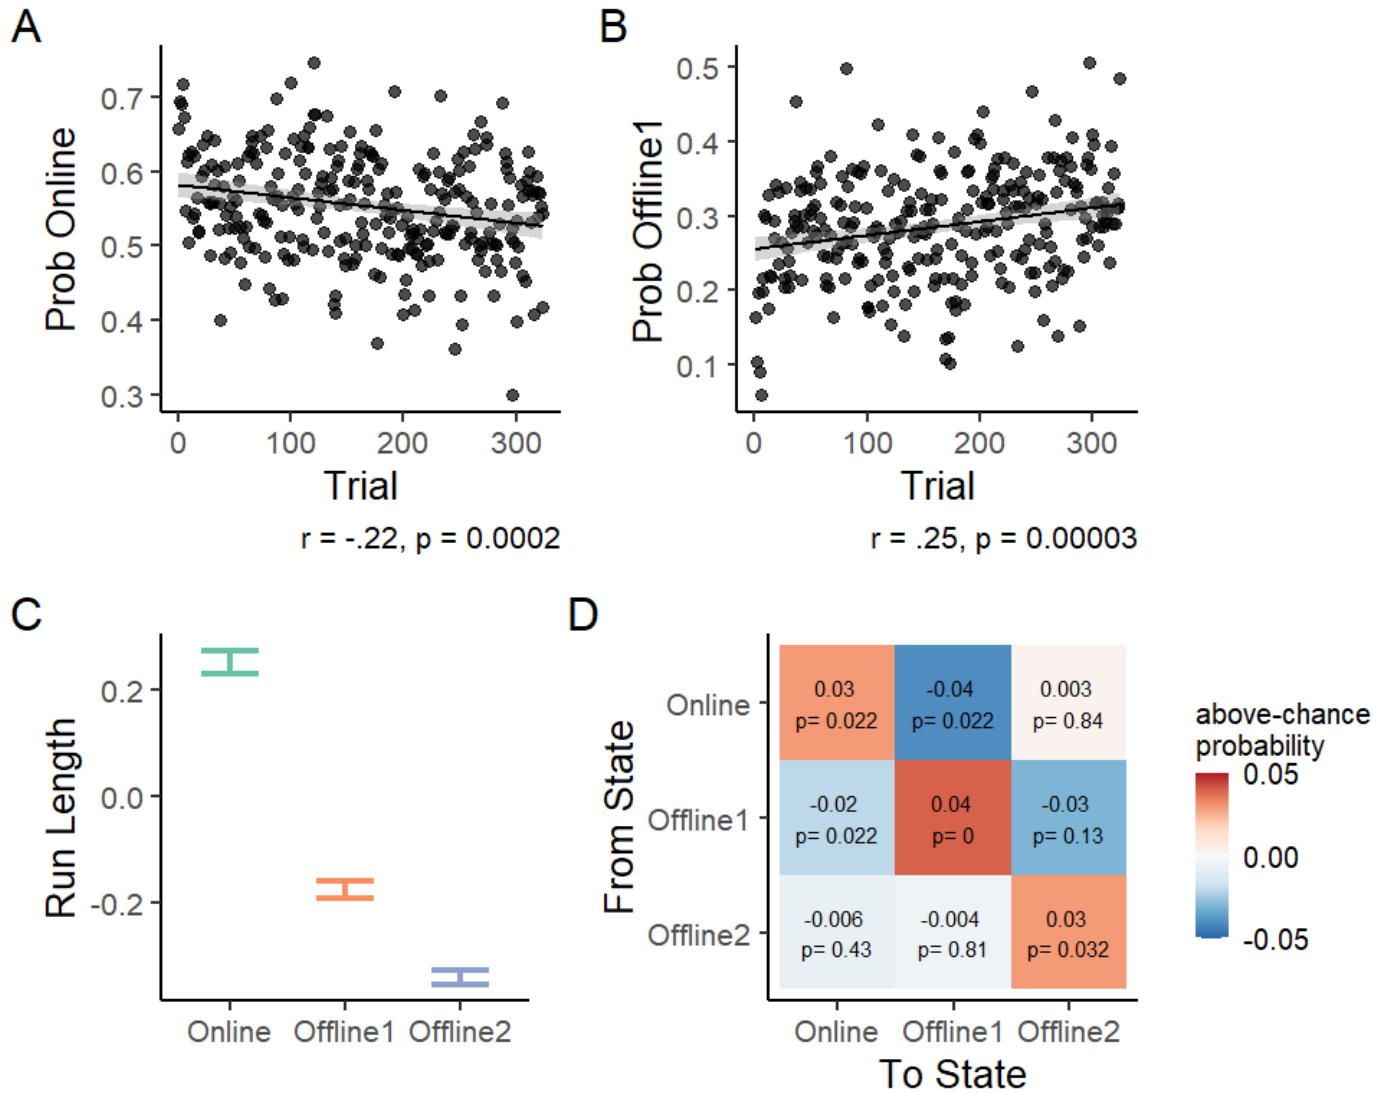 A
Prob Online
0.7
0.6
0.5
0.4
0.3
0 100 200 300
Trial
r = -.22, p = 0.0002
B
Prob Offline1
0.5
0.4
0.3
0.2
0.1
0 100 200 300
Trial
r = .25, p = 0.00003
C
Run Length
0.2
0.0
-0.2
Online Offline1 Offline2
D
From State
Online
Offline1
Offline2
0.03 -0.04 0.003
p= 0.022 p= 0.022 p= 0.84
-0.02 0.04 -0.03
p= 0.022 p= 0 p= 0.13
-0.006 -0.004 0.03
p= 0.43 p= 0.81 p= 0.032
Online Offline1 Offline2
To State
above-chance
probability
0.05
0.00
-0.05